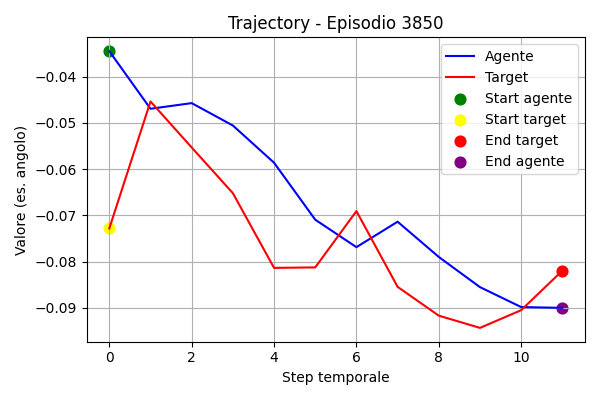 Trajectory - Episodio 3850
Agente
Target
Start agente
Start target
End target
End agente
−0.04
−0.05
−0.06
−0.07
−0.08
−0.09
Valore (es. angolo)
0 2 4 6 8 10
Step temporale